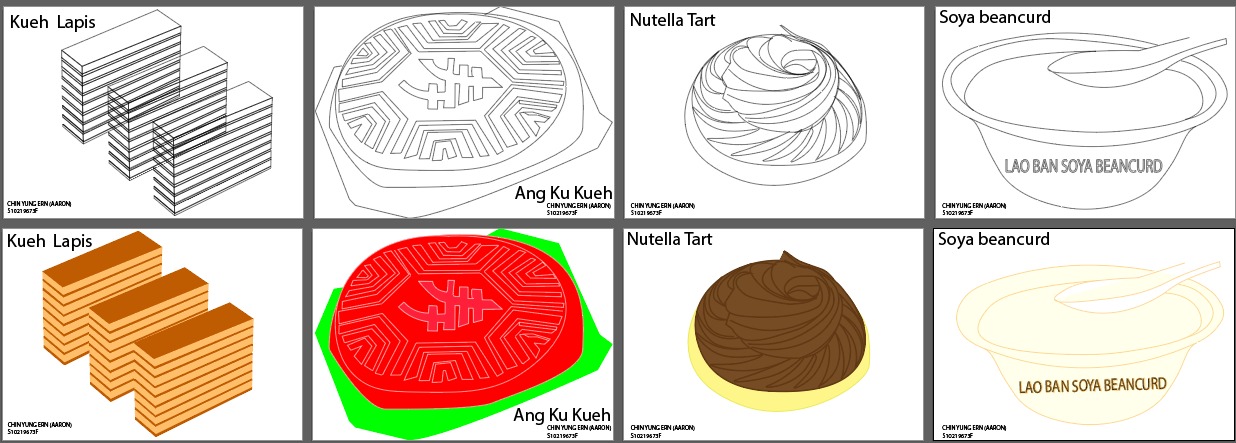 Kueh Lapis
CHIN YUNG ERN (AARON)
S10219673F
Ang Ku Kueh
CHIN YUNG ERN (AARON)
S10219673F
Nutella Tart
CHIN YUNG ERN (AARON)
S10219673F
Soya beancurd
LAO BAN SOYA BEANCURD
CHIN YUNG ERN (AARON)
S10219673F
Kueh Lapis
CHIN YUNG ERN (AARON)
S10219673F
Ang Ku Kueh
CHIN YUNG ERN (AARON)
S10219673F
Nutella Tart
CHIN YUNG ERN (AARON)
S10219673F
Soya beancurd
LAO BAN SOYA BEANCURD
CHIN YUNG ERN (AARON)
S10219673F